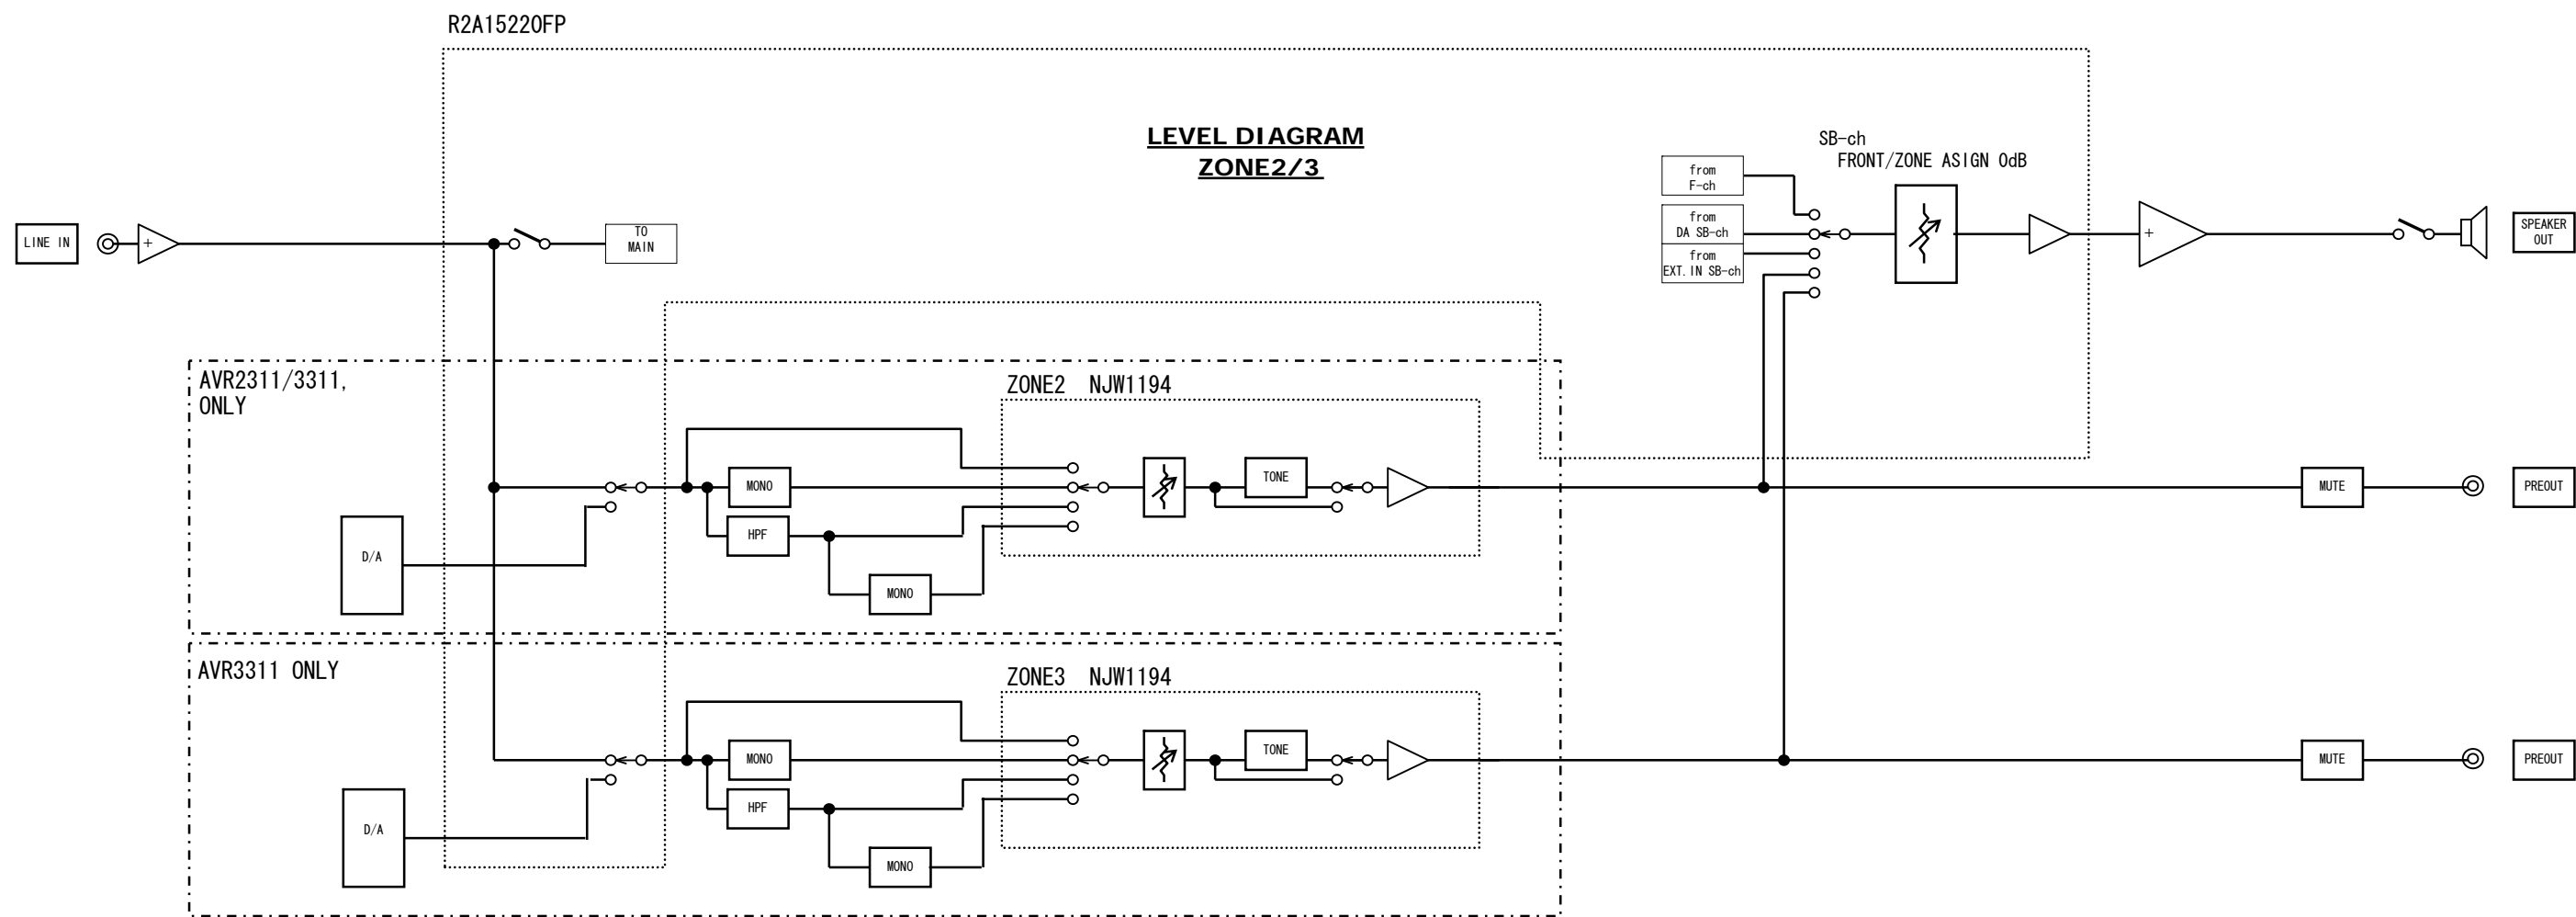 R2A15220FP
LEVEL DIAGRAM
ZONE2/3
SB-ch
FRONT/ZONE ASIGN 0dB
from
F-ch
from
DA SB-ch
from
EXT.IN SB-ch
LINE IN
+
TO
MAIN
+
SPEAKER
OUT
AVR2311/3311,
ONLY
ZONE2 NJW1194
MONO
TONE
MUTE
PREOUT
HPF
D/A
MONO
AVR3311 ONLY
ZONE3 NJW1194
MONO
TONE
MUTE
PREOUT
HPF
D/A
MONO